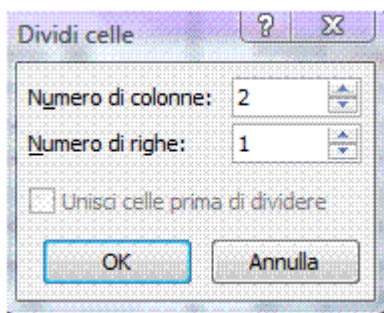 Dividi celle
Numero di colonne: 2
Numero di righe: 1
Unisci celle prima di dividere
OK Annulla